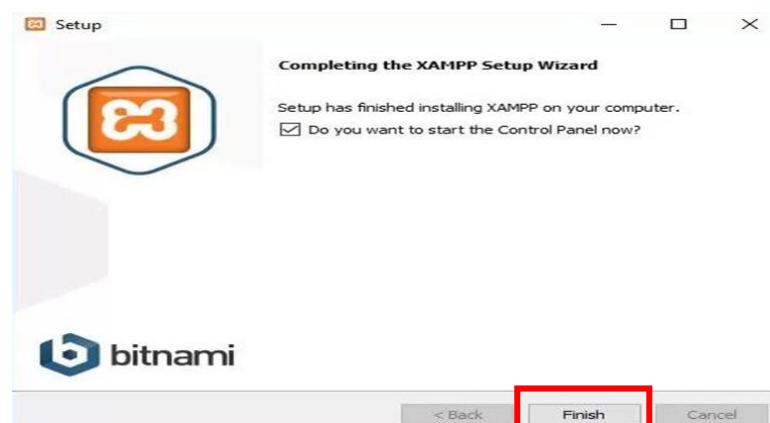 Setup
Completing the XAMPP Setup Wizard
Setup has finished installing XAMPP on your computer.
Do you want to start the Control Panel now?
bitnami
< Back Finish Cancel